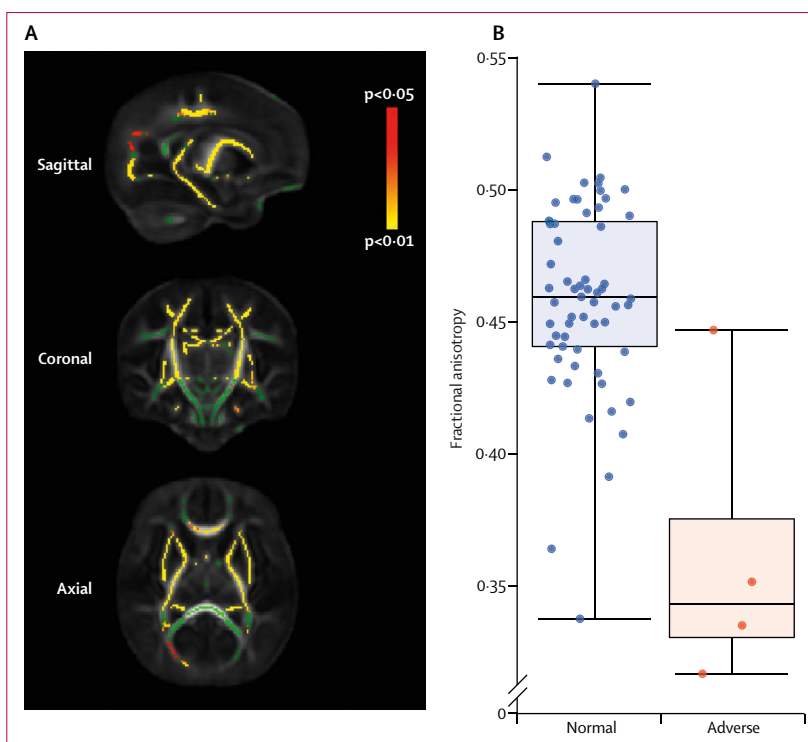 A
p<0·05
Sagittal
p<0·01
Coronal
Axial
B
0·55
0·50
0·45
0·40
0·35
0
Fractional anisotropy
Normal
Adverse